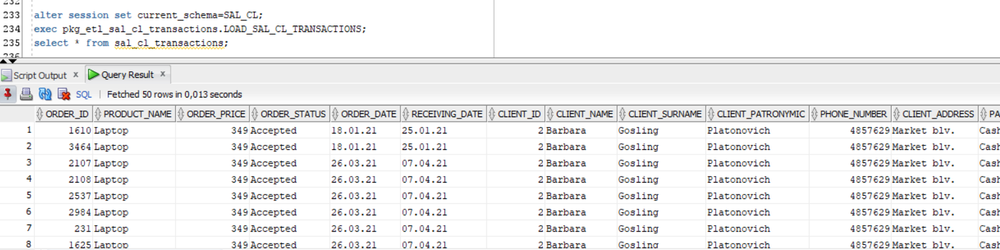 232
233 alter session set current_schema=SAL_CL;
234 exec pkg_etl_sal_cl_transactions.LOAD_SAL_CL_TRANSACTIONS;
235 select * from sal_cl_transactions;
236
Script Output x Query Result x
SQL | Fetched 50 rows in 0,013 seconds
ORDER_ID PRODUCT_NAME ORDER_PRICE ORDER_STATUS ORDER_DATE RECEIVING_DATE CLIENT_ID CLIENT_NAME CLIENT_SURNAME CLIENT_PATRONYMIC PHONE_NUMBER CLIENT_ADDRESS PA
1 1610 Laptop 349 Accepted 18.01.21 25.01.21 2 Barbara Gosling Platonovich 4857629 Market blv. Cash
2 3464 Laptop 349 Accepted 18.01.21 25.01.21 2 Barbara Gosling Platonovich 4857629 Market blv. Cash
3 2107 Laptop 349 Accepted 26.03.21 07.04.21 2 Barbara Gosling Platonovich 4857629 Market blv. Cash
4 2108 Laptop 349 Accepted 26.03.21 07.04.21 2 Barbara Gosling Platonovich 4857629 Market blv. Cash
5 2537 Laptop 349 Accepted 26.03.21 07.04.21 2 Barbara Gosling Platonovich 4857629 Market blv. Cash
6 2984 Laptop 349 Accepted 26.03.21 07.04.21 2 Barbara Gosling Platonovich 4857629 Market blv. Cash
7 231 Laptop 349 Accepted 26.03.21 07.04.21 2 Barbara Gosling Platonovich 4857629 Market blv. Cash
8 1625 Laptop 349 Accepted 26.03.21 07.04.21 2 Barbara Gosling Platonovich 4857629 Market blv. Cash